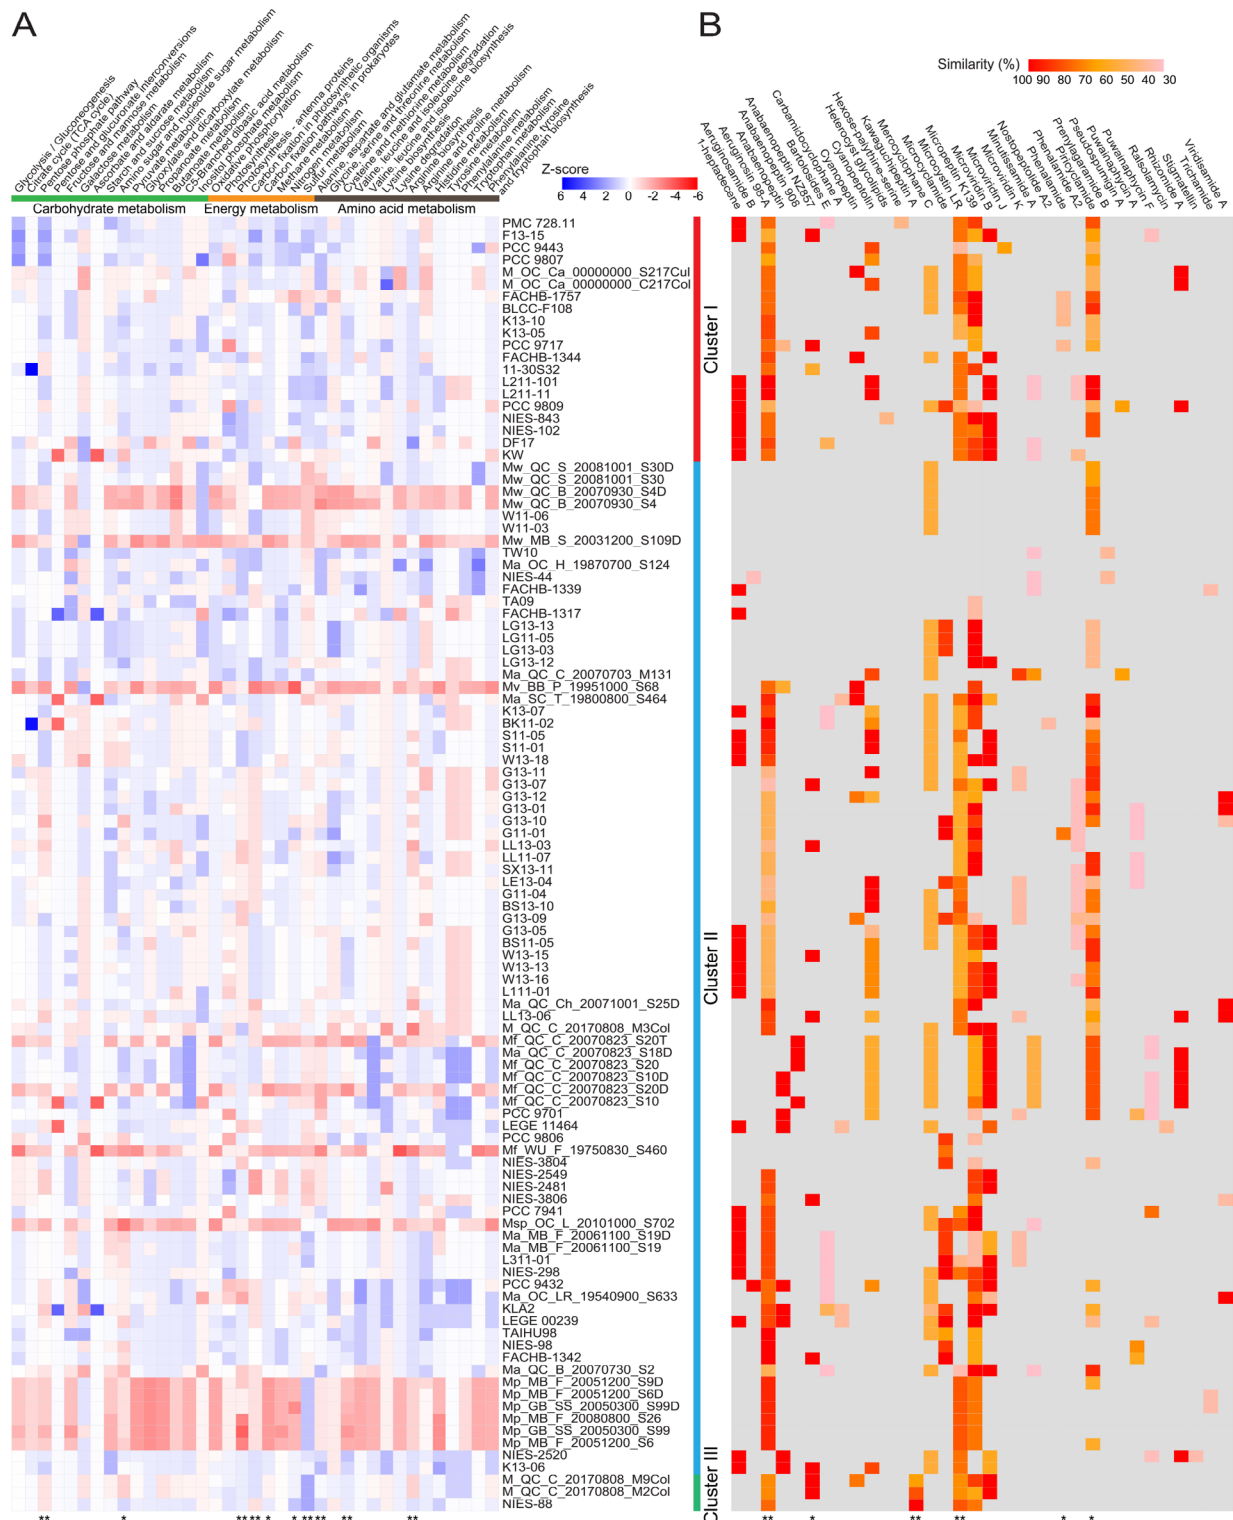 A
B
Glycolysis / Gluconeogenesis
Citrate cycle (TCA cycle)
Pentose phosphate pathway
Pentose and glucuronate interconversions
Fructose and mannose metabolism
Galactose metabolism
Ascorbate and aldarate metabolism
Starch and sucrose metabolism
Amino sugar and nucleotide sugar metabolism
Pyruvate metabolism
Glyoxylate and dicarboxylate metabolism
Propanoate metabolism
Butanoate metabolism
C5-Branched dibasic acid metabolism
Inositol phosphate metabolism
Oxidative phosphorylation
Photosynthesis
Photosynthesis - antenna proteins
Carbon fixation in photosynthetic organisms
Carbon fixation pathways in prokaryotes
Methane metabolism
Nitrogen metabolism
Sulfur metabolism
Alanine, aspartate and glutamate metabolism
Glycine, serine and threonine metabolism
Cysteine and methionine metabolism
Valine, leucine and isoleucine degradation
Valine, leucine and isoleucine biosynthesis
Lysine biosynthesis
Lysine degradation
Arginine biosynthesis
Arginine and proline metabolism
Histidine metabolism
Tyrosine metabolism
Phenylalanine metabolism
Tryptophan metabolism
Phenylalanine, tyrosine
and tryptophan biosynthesis
Z-score
6 4 2 0 -2 -4 -6
Carbohydrate metabolism
Energy metabolism
Amino acid metabolism
Similarity (%)
100 90 80 70 60 50 40 30
1-Heptadecene
Aeruginosamide B
Aeruginosin 98-A
Anabaenopeptin
Anabaenopeptin 908
Anabaenopeptin NZ857
Bacteriophanes E
Carbamidocyclophane A
Cyanopeptin
Cyanopeptolin
Heterocyst glycolipids
Hexose-palythine-serine
Kawaguchipeptin A
Merocyclophane C
Microcyclamide
Microcystin LR
Micropeptin K139
Microviridin B
Microviridin J
Microviridin K
Minutissamide A
Nostopeptolide A2
Phenalamide
Phenatamide A2
Prenylagaramide
Pseudospumigin B
Puwainaphycin A
Puwainaphycin F
Ratsolamycin
Rhizoximide A
Sugnatellin
Trichamide
Viridisamide A
PMC 728.11
F13-15
PCC 9443
PCC 9807
M_OC_Ca_00000000_S217Cul
M_OC_Ca_00000000_C217Col
FACHB-1757
BLCC-F108
K13-10
K13-05
PCC 9717
FACHB-1344
11-30S32
L211-101
L211-11
PCC 9809
NIES-843
NIES-102
DF17
KW
Mw_QC_S_20081001_S30D
Mw_QC_S_20081001_S30
Mw_QC_B_20070930_S4D
Mw_QC_B_20070930_S4
W11-06
W11-03
Mw_MB_S_20031200_S109D
TW10
Ma_OC_H_19870700_S124
NIES-44
FACHB-1339
TA09
FACHB-1317
LG13-13
LG11-05
LG13-03
LG13-12
Ma_QC_C_20070703_M131
Mv_BB_P_19951000_S68
Ma_SC_T_19800800_S464
K13-07
BK11-02
S11-05
S11-01
W13-18
G13-11
G13-07
G13-12
G13-01
G13-10
G11-01
LL13-03
LL11-07
SX13-11
LE13-04
G11-04
BS13-10
G13-09
G13-05
BS11-05
W13-15
W13-13
W13-16
L111-01
Ma_QC_Ch_20071001_S25D
LL13-06
M_QC_C_20170808_M3Col
Mf_QC_C_20070823_S20T
Ma_QC_C_20070823_S18D
Mf_QC_C_20070823_S20
Mf_QC_C_20070823_S10D
Mf_QC_C_20070823_S20D
Mf_QC_C_20070823_S10
PCC 9701
LEGE 11464
PCC 9806
Mf_WU_F_19750830_S460
NIES-3804
NIES-2549
NIES-2481
NIES-3806
PCC 7941
Msp_OC_L_20101000_S702
Ma_MB_F_20061100_S19D
Ma_MB_F_20061100_S19
L311-01
NIES-298
PCC 9432
Ma_OC_LR_19540900_S633
KLA2
LEGE 00239
TAIHU98
NIES-98
FACHB-1342
Ma_QC_B_20070730_S2
Mp_MB_F_20051200_S9D
Mp_MB_F_20051200_S6D
Mp_GB_SS_20050300_S99D
Mp_MB_F_20080800_S26
Mp_GB_SS_20050300_S99
Mp_MB_F_20051200_S6
NIES-2520
K13-06
M_QC_C_20170808_M9Col
M_QC_C_20170808_M2Col
NIES-88
Cluster I
Cluster II
Cluster III
** * ** ** * * ** ** ** **
** * ** ** * *